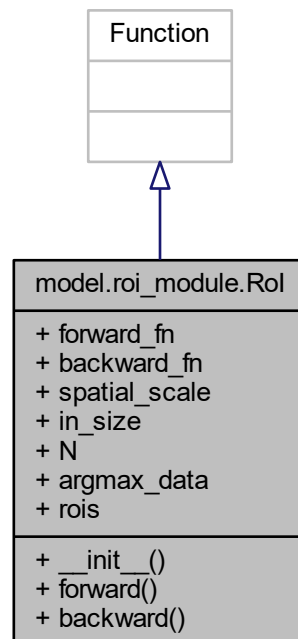 Function
model.roi_module.RoI
+ forward_fn
+ backward_fn
+ spatial_scale
+ in_size
+ N
+ argmax_data
+ rois
+ __init__()
+ forward()
+ backward()